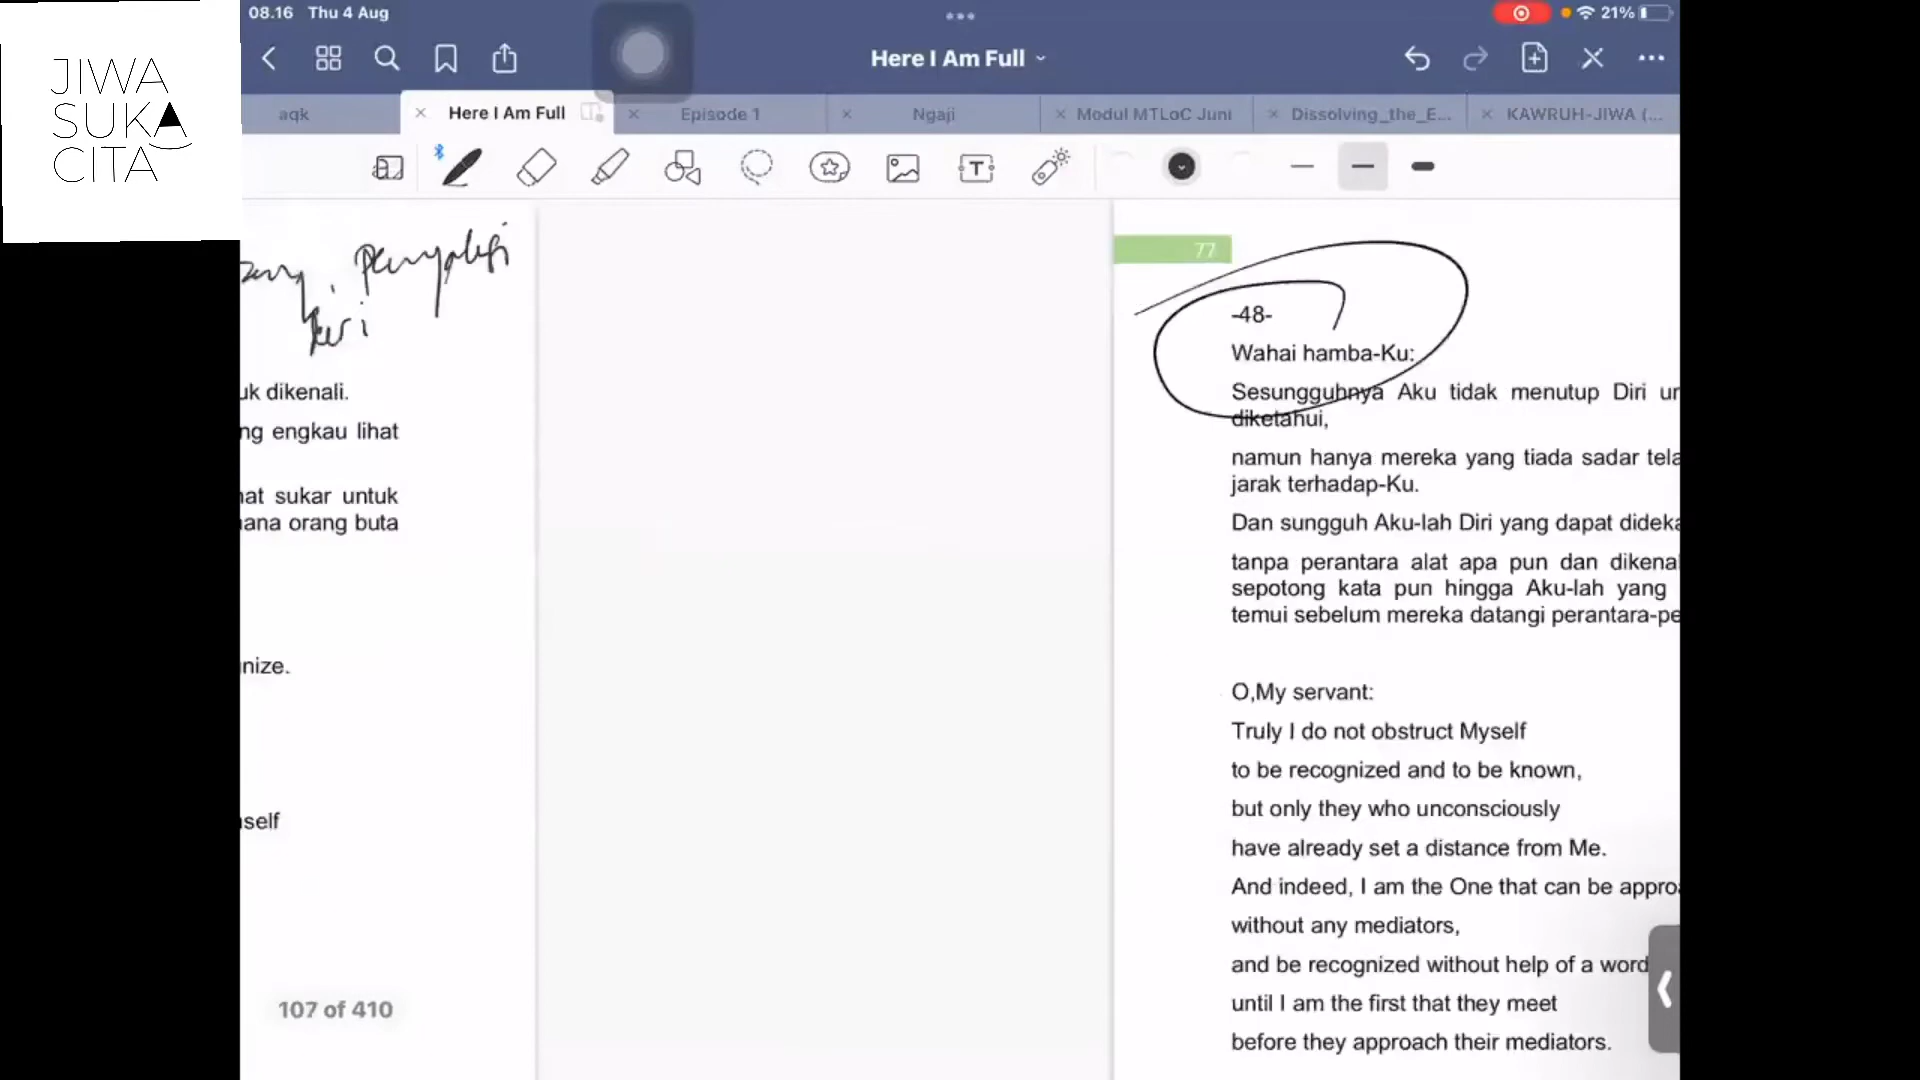 JIWA
SUKA
CITA
08.16 Thu 4 Aug
21%
Here I Am Full
aqk
Here I Am Full
Episode 1
Ngaji
Modul MTLoC Juni
Dissolving_the_E...
KAWRUH-JIWA (...
uk dikenali.
ng engkau lihat
nat sukar untuk
ana orang buta
nize.
self
107 of 410
77
-48-
Wahai hamba-Ku:
Sesungguhnya Aku tidak menutup Diri un
diketahui,
namun hanya mereka yang tiada sadar tela
jarak terhadap-Ku.
Dan sungguh Aku-lah Diri yang dapat dideka
tanpa perantara alat apa pun dan dikenal
sepotong kata pun hingga Aku-lah yang
temui sebelum mereka datangi perantara-pe
O,My servant:
Truly I do not obstruct Myself
to be recognized and to be known,
but only they who unconsciously
have already set a distance from Me.
And indeed, I am the One that can be appro
without any mediators,
and be recognized without help of a word
until I am the first that they meet
before they approach their mediators.